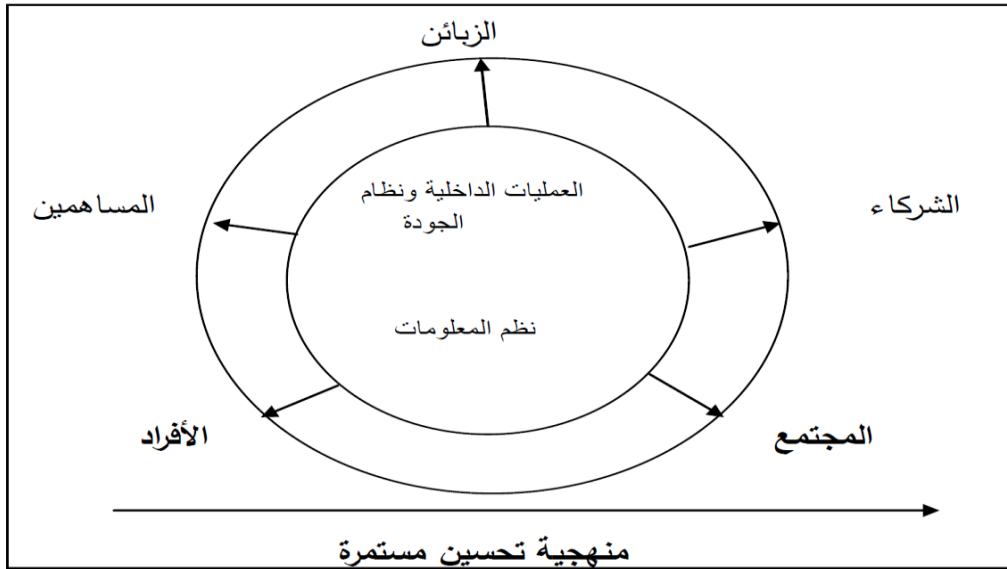 الزبائن
العمليات الداخلية ونظام
الجودة
الشركاء
المساهمين
نظم المعلومات
المجتمع
الأفراد
منهجية تحسين مستمرة